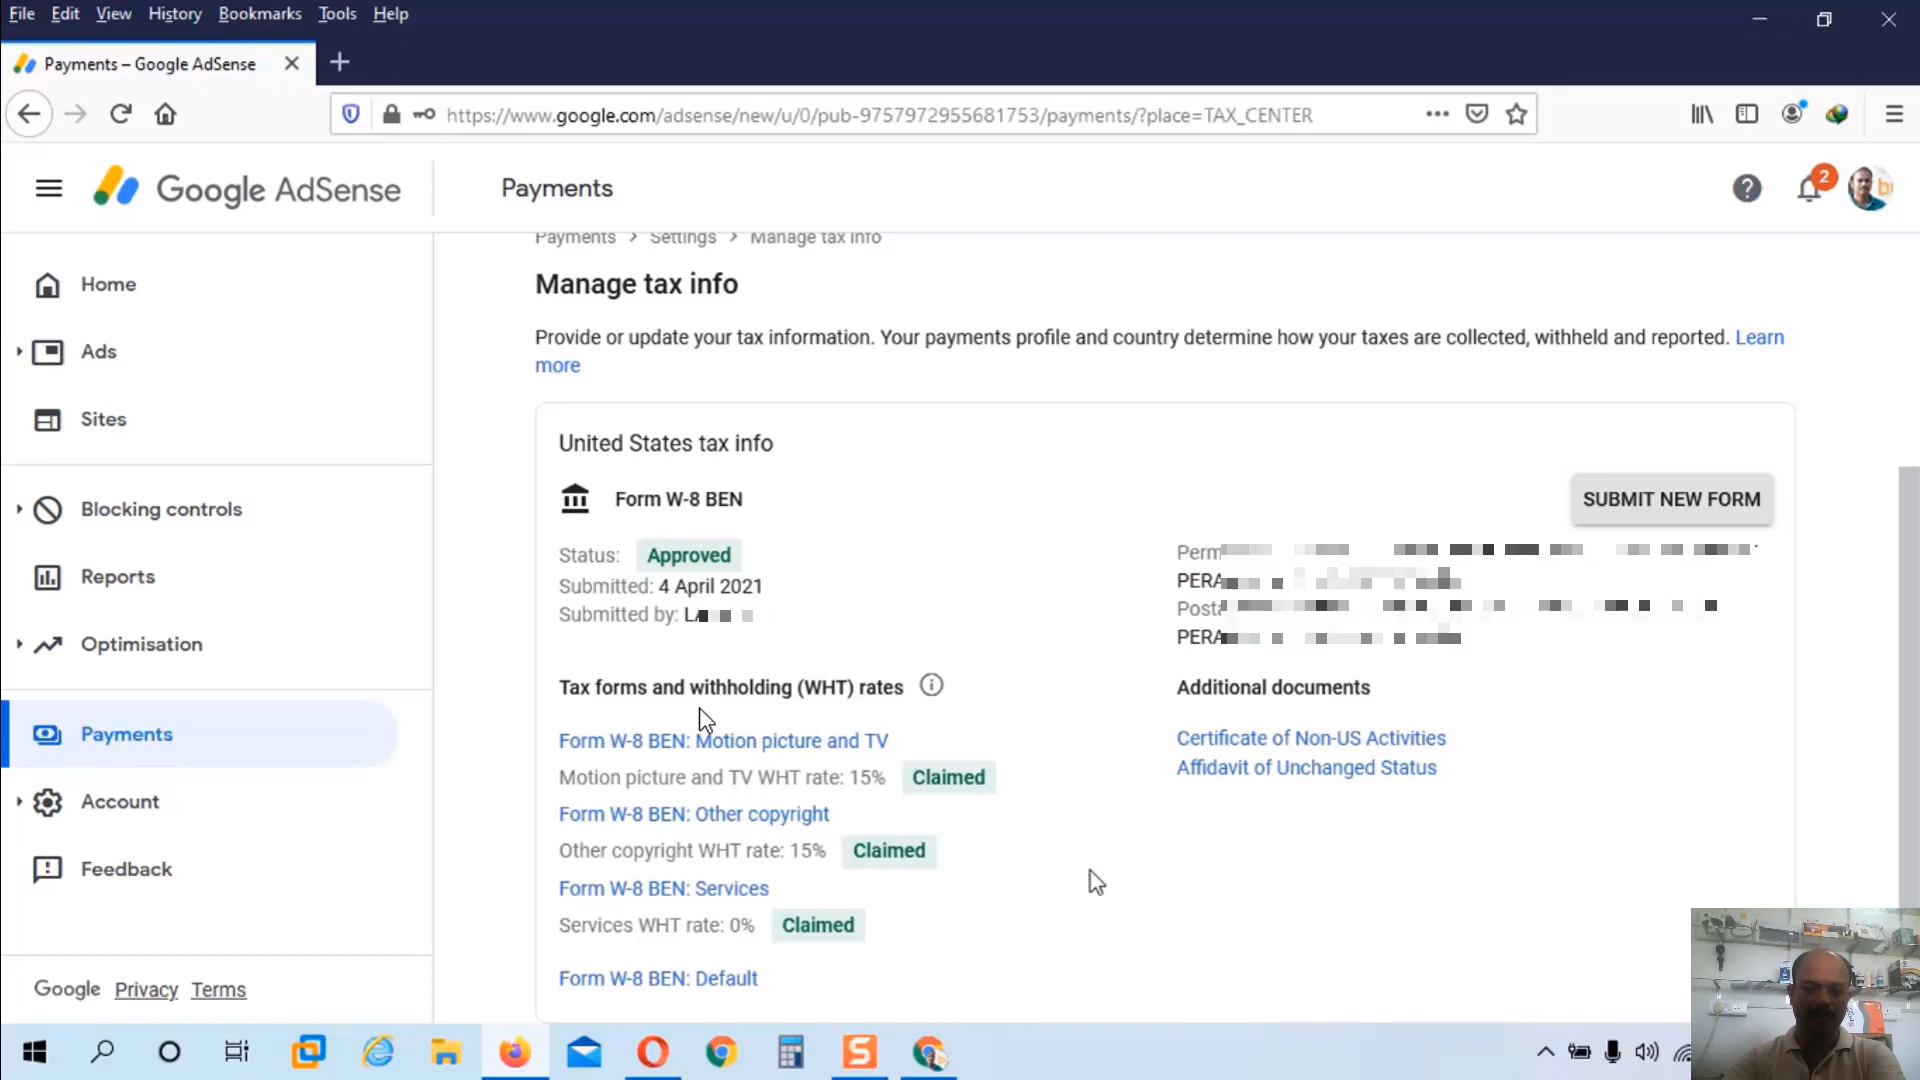 File Edit View History Bookmarks Tools Help
Payments – Google AdSense
https://www.google.com/adsense/new/u/0/pub-9757972955681753/payments/?place=TAX_CENTER
Google AdSense
Payments
2
Home
Ads
Sites
Blocking controls
Reports
Optimisation
Payments
Account
Feedback
Google Privacy Terms
Payments > Settings > Manage tax info
Manage tax info
Provide or update your tax information. Your payments profile and country determine how your taxes are collected, withheld and reported. Learn
more
United States tax info
Form W-8 BEN
SUBMIT NEW FORM
Status: Approved
Submitted: 4 April 2021
Submitted by:
Tax forms and withholding (WHT) rates
Form W-8 BEN: Motion picture and TV
Motion picture and TV WHT rate: 15% Claimed
Form W-8 BEN: Other copyright
Other copyright WHT rate: 15% Claimed
Form W-8 BEN: Services
Services WHT rate: 0% Claimed
Form W-8 BEN: Default
Additional documents
Certificate of Non-US Activities
Affidavit of Unchanged Status